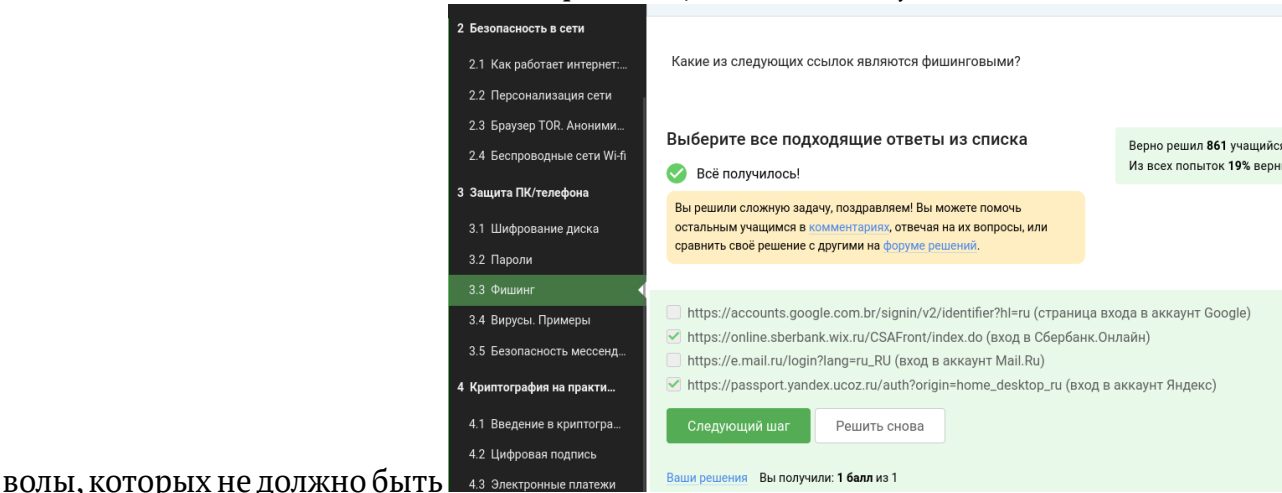 2 Безопасность в сети
2.1 Как работает интернет:...
2.2 Персонализация сети
2.3 Браузер TOR. Аноними...
2.4 Беспроводные сети Wi-fi
3 Защита ПК/телефона
3.1 Шифрование диска
3.2 Пароли
3.3 Фишинг
3.4 Вирусы. Примеры
3.5 Безопасность мессенд...
4 Криптография на практи...
4.1 Введение в криптогра...
4.2 Цифровая подпись
4.3 Электронные платежи
Какие из следующих ссылок являются фишинговыми?
Выберите все подходящие ответы из списка
Всё получилось!
Верно решил 861 учащийся
Из всех попыток 19%
Вы решили сложную задачу, поздравляем! Вы можете помочь
остальным учащимся в комментариях, отвечая на их вопросы, или
сравнить своё решение с другими на форуме решений.
https://accounts.google.com.br/signin/v2/identifier?hl=ru (страница входа в аккаунт Google)
https://online.sberbank.wix.ru/CSAFront/index.do (вход в Сбербанк.Онлайн)
https://e.mail.ru/login?lang=ru_RU (вход в аккаунт Mail.Ru)
https://passport.yandex.ucoz.ru/auth?origin=home_desktop_ru (вход в аккаунт Яндекс)
Следующий шаг
Решить снова
Ваши решения Вы получили: 1 балл из 1
волы, которых не должно быть